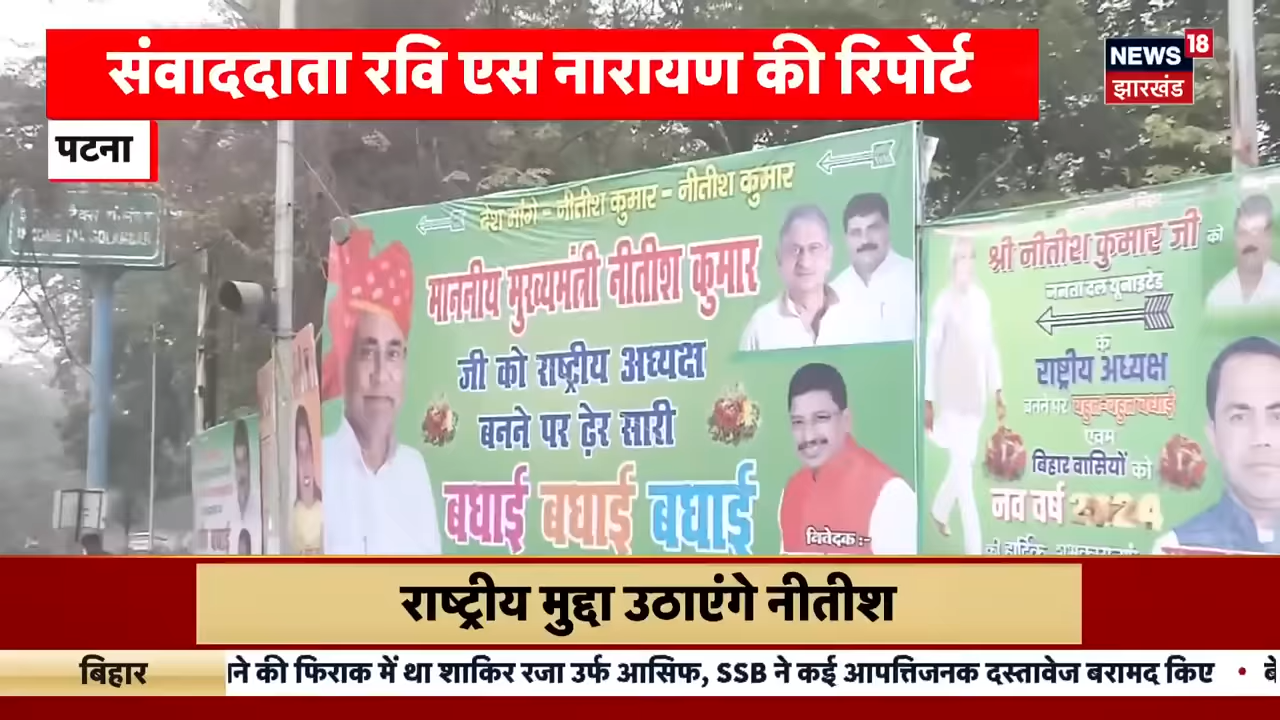 संवाददाता रवि एस नारायण की रिपोर्ट
NEWS 18
झारखंड
पटना
देश मांगे - नीतीश कुमार - नीतीश कुमार
माननीय मुख्यमंत्री नीतीश कुमार
जी को राष्ट्रीय अध्यक्ष
बनने पर ढ़ेर सारी
बधाई बधाई बधाई
निवेदक :-
श्री नीतीश कुमार जी को
जनता दल यूनाइटेड
के
राष्ट्रीय अध्यक्ष
बनने पर बहुत-बहुत बधाई
एवम
बिहार वासियों को
नव वर्ष 2024
की हार्दिक
राष्ट्रीय मुद्दा उठाएंगे नीतीश
बिहार
ने की फिराक में था शाकिर रजा उर्फ आसिफ, SSB ने कई आपत्तिजनक दस्तावेज बरामद किए • बे